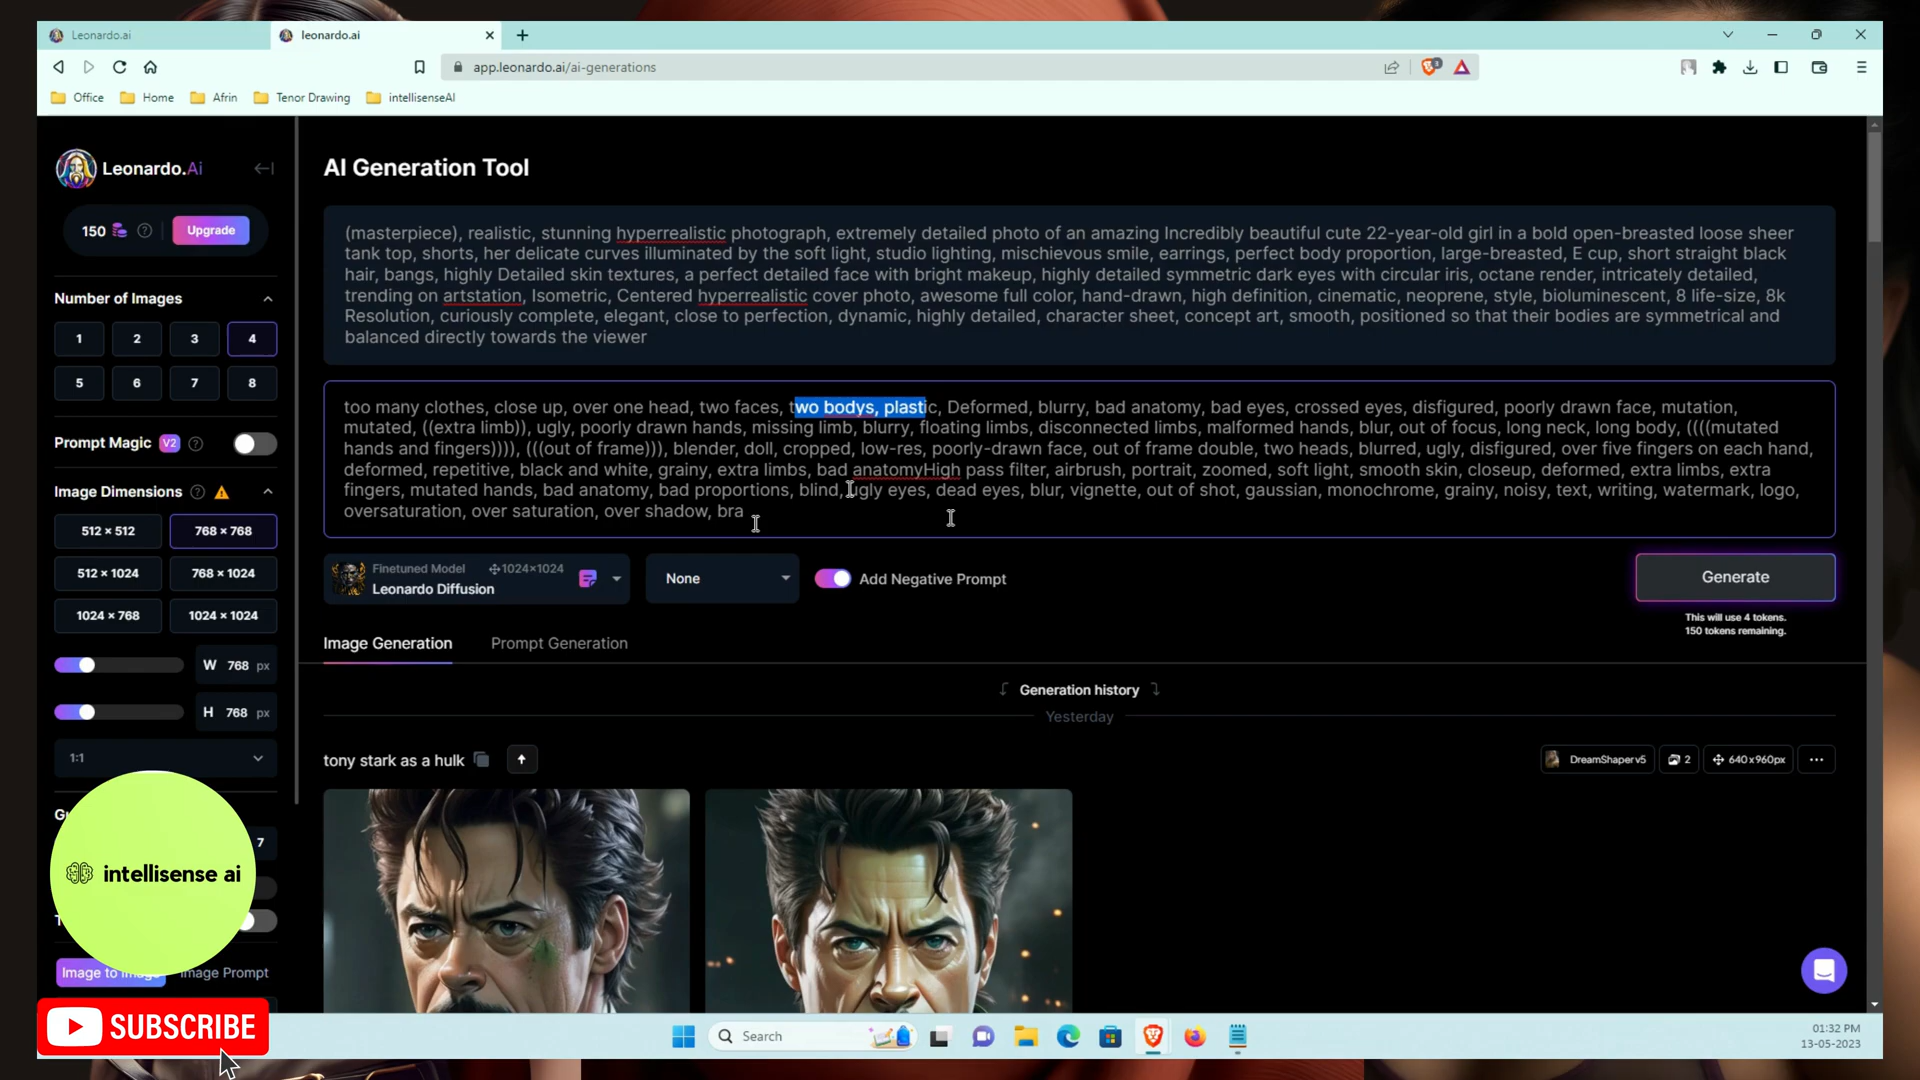 Leonardo.ai
leonardo.ai
app.leonardo.ai/ai-generations
Office
Home
Afrin
Tenor Drawing
intellisenseAI
Leonardo.Ai
150
Upgrade
Number of Images
1
2
3
4
5
6
7
8
Prompt Magic V2
Image Dimensions
512 × 512
768 × 768
512 × 1024
768 × 1024
1024 × 768
1024 × 1024
W 768 px
H 768 px
1:1
7
intellisense ai
Image Prompt
SUBSCRIBE
AI Generation Tool
(masterpiece), realistic, stunning hyperrealistic photograph, extremely detailed photo of an amazing Incredibly beautiful cute 22-year-old girl in a bold open-breasted loose sheer
tank top, shorts, her delicate curves illuminated by the soft light, studio lighting, mischievous smile, earrings, perfect body proportion, large-breasted, E cup, short straight black
hair, bangs, highly Detailed skin textures, a perfect detailed face with bright makeup, highly detailed symmetric dark eyes with circular iris, octane render, intricately detailed,
trending on artstation, Isometric, Centered hyperrealistic cover photo, awesome full color, hand-drawn, high definition, cinematic, neoprene, style, bioluminescent, 8 life-size, 8k
Resolution, curiously complete, elegant, close to perfection, dynamic, highly detailed, character sheet, concept art, smooth, positioned so that their bodies are symmetrical and
balanced directly towards the viewer
too many clothes, close up, over one head, two faces, two bodys, plastic, Deformed, blurry, bad anatomy, bad eyes, crossed eyes, disfigured, poorly drawn face, mutation,
mutated, ((extra limb)), ugly, poorly drawn hands, missing limb, blurry, floating limbs, disconnected limbs, malformed hands, blur, out of focus, long neck, long body, ((((mutated
hands and fingers)))), (((out of frame))), blender, doll, cropped, low-res, poorly-drawn face, out of frame double, two heads, blurred, ugly, disfigured, over five fingers on each hand,
deformed, repetitive, black and white, grainy, extra limbs, bad anatomyHigh pass filter, airbrush, portrait, zoomed, soft light, smooth skin, closeup, deformed, extra limbs, extra
fingers, mutated hands, bad anatomy, bad proportions, blind, ugly eyes, dead eyes, blur, vignette, out of shot, gaussian, monochrome, grainy, noisy, text, writing, watermark, logo,
oversaturation, over saturation, over shadow, bra
Finetuned Model 1024×1024
Leonardo Diffusion
None
Add Negative Prompt
Generate
This will use 4 tokens.
150 tokens remaining.
Image Generation
Prompt Generation
Generation history
Yesterday
tony stark as a hulk
DreamShaper v5
2
640 x 960px
Search
01:32 PM
13-05-2023